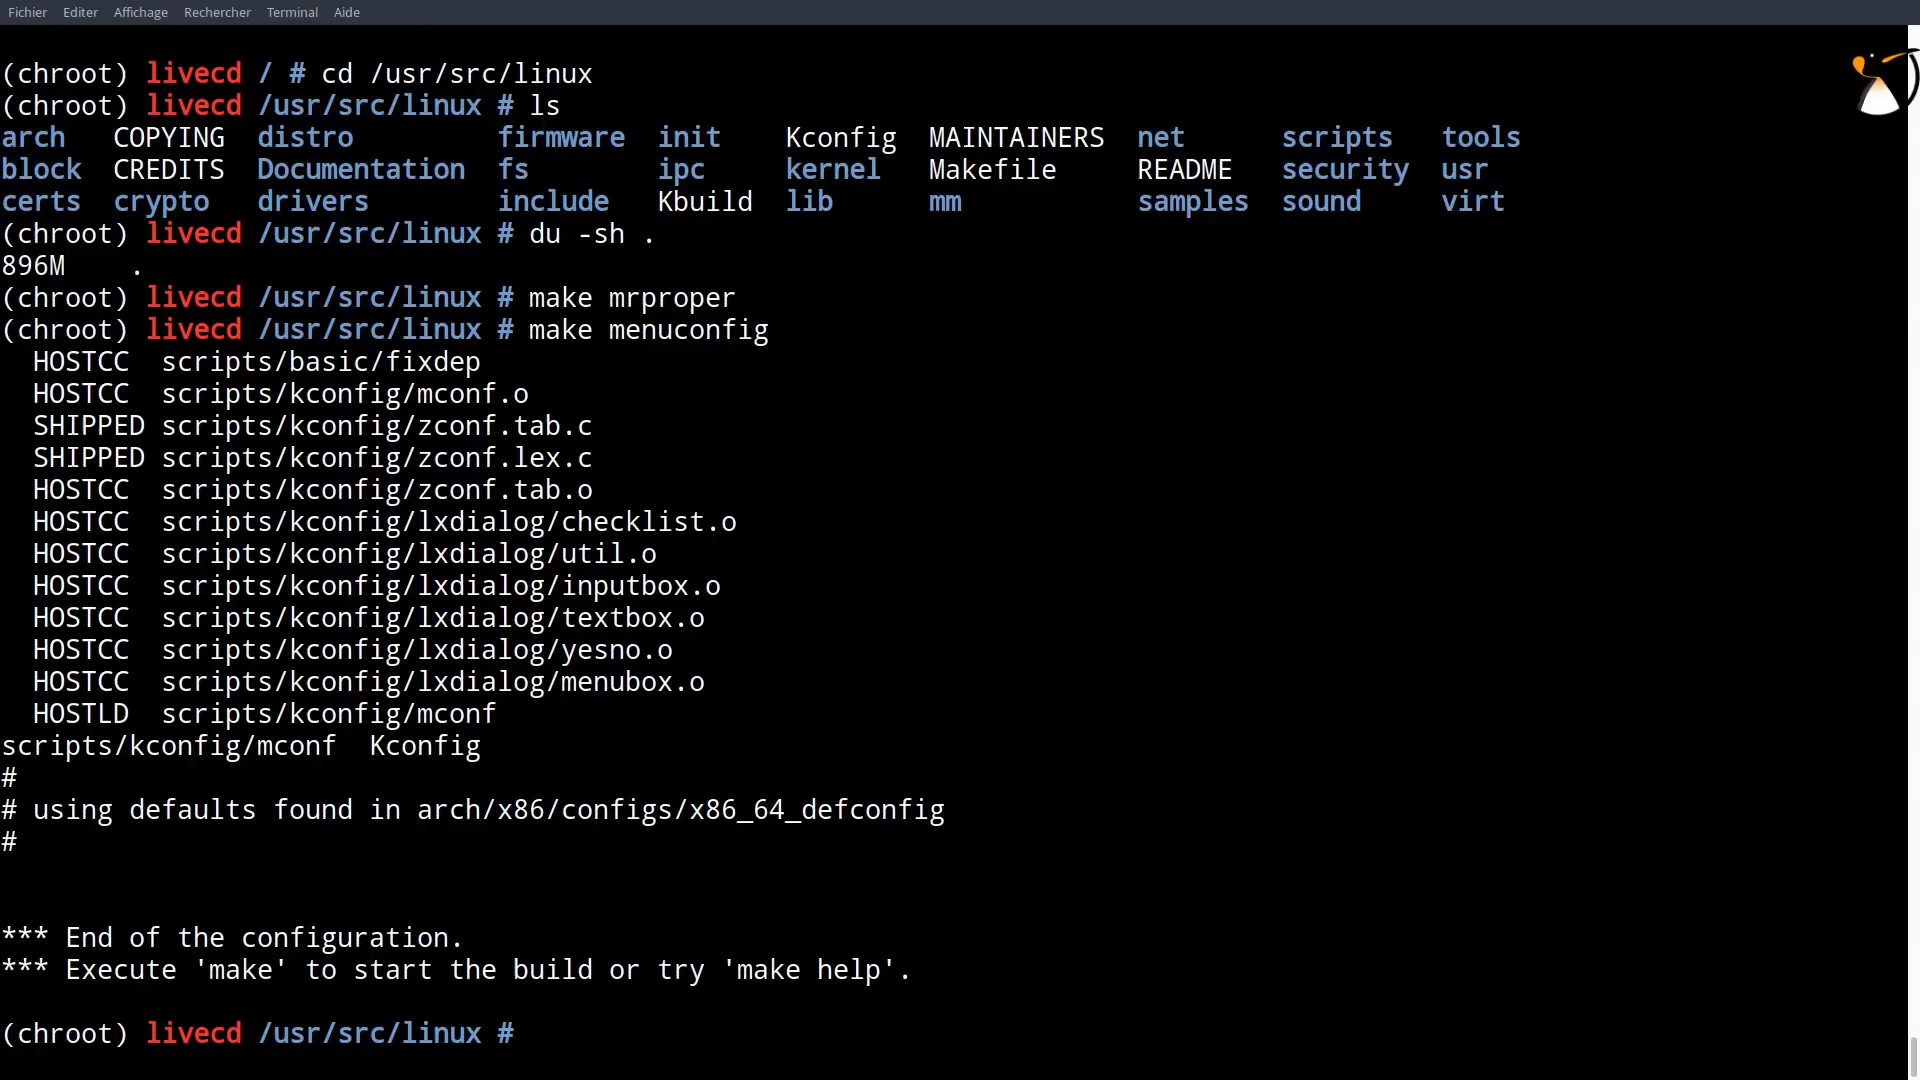 Fichier Editer Affichage Rechercher Terminal Aide
(chroot) livecd / # cd /usr/src/linux
(chroot) livecd /usr/src/linux # ls
arch   COPYING  distro         firmware  init     Kconfig  MAINTAINERS  net      scripts   tools
block  CREDITS  Documentation  fs        ipc      kernel   Makefile     README   security  usr
certs  crypto   drivers        include   Kbuild   lib      mm           samples  sound     virt
(chroot) livecd /usr/src/linux # du -sh .
896M    .
(chroot) livecd /usr/src/linux # make mrproper
(chroot) livecd /usr/src/linux # make menuconfig
  HOSTCC  scripts/basic/fixdep
  HOSTCC  scripts/kconfig/mconf.o
  SHIPPED scripts/kconfig/zconf.tab.c
  SHIPPED scripts/kconfig/zconf.lex.c
  HOSTCC  scripts/kconfig/zconf.tab.o
  HOSTCC  scripts/kconfig/lxdialog/checklist.o
  HOSTCC  scripts/kconfig/lxdialog/util.o
  HOSTCC  scripts/kconfig/lxdialog/inputbox.o
  HOSTCC  scripts/kconfig/lxdialog/textbox.o
  HOSTCC  scripts/kconfig/lxdialog/yesno.o
  HOSTCC  scripts/kconfig/lxdialog/menubox.o
  HOSTLD  scripts/kconfig/mconf
scripts/kconfig/mconf  Kconfig
#
# using defaults found in arch/x86/configs/x86_64_defconfig
#
*** End of the configuration.
*** Execute 'make' to start the build or try 'make help'.
(chroot) livecd /usr/src/linux #